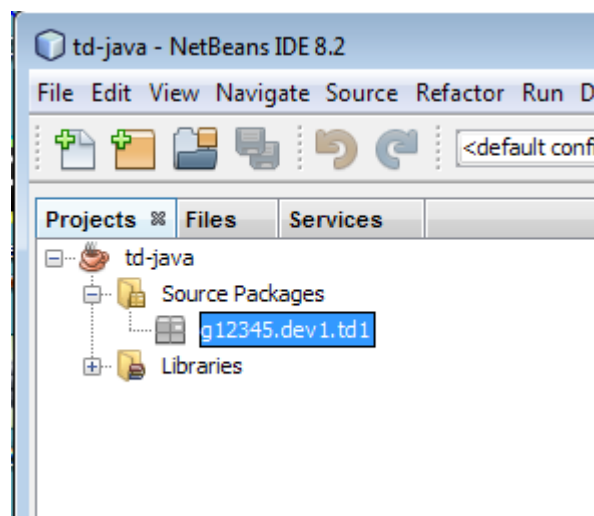 td-java - NetBeans IDE 8.2
File Edit View Navigate Source Refactor Run D
<default conf
Projects Files Services
td-java
Source Packages
g12345.dev1.td1
Libraries